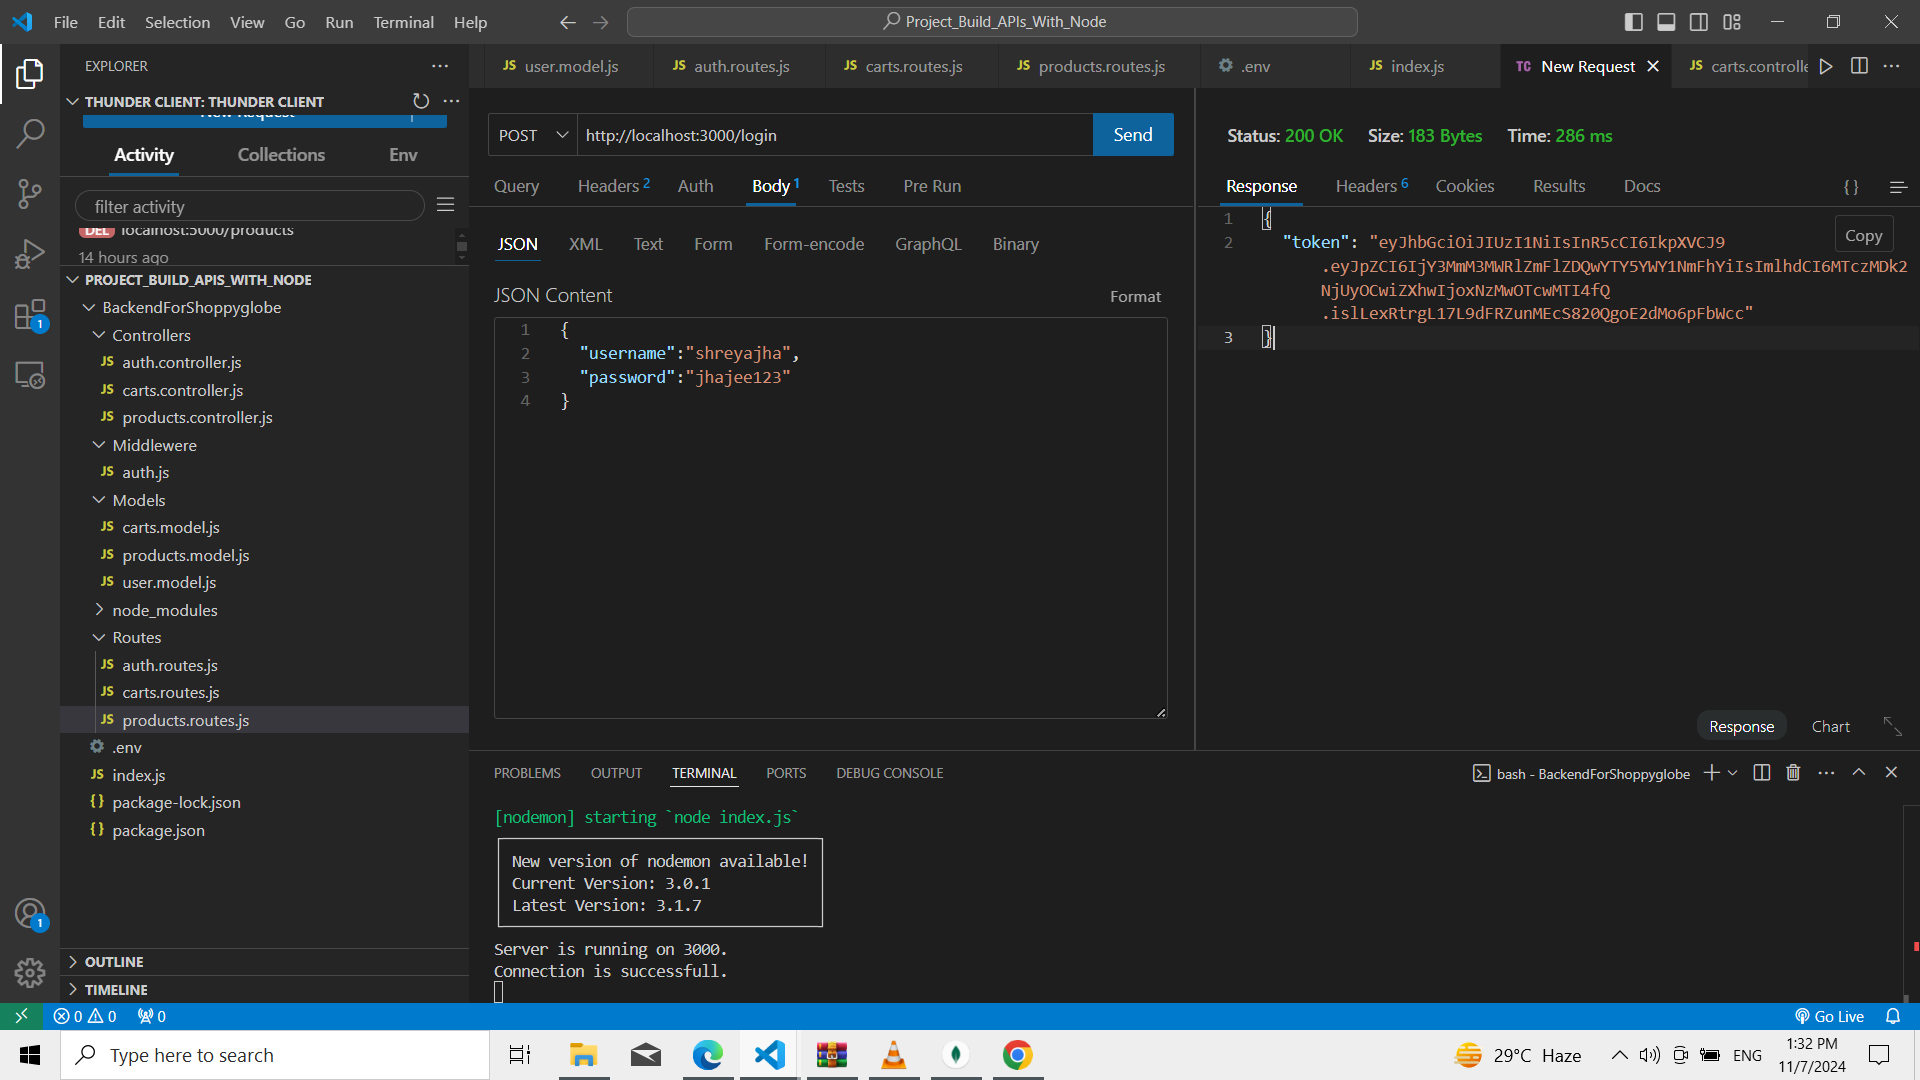 File Edit Selection View Go Run Terminal Help
Project_Build_APIs_With_Node
EXPLORER
THUNDER CLIENT: THUNDER CLIENT
New Request
Activity Collections Env
filter activity
DEL localhost:3000/products
14 hours ago
PROJECT_BUILD_APIS_WITH_NODE
BackendForShoppyglobe
Controllers
JS auth.controller.js
JS carts.controller.js
JS products.controller.js
Middlewere
JS auth.js
Models
JS carts.model.js
JS products.model.js
JS user.model.js
node_modules
Routes
JS auth.routes.js
JS carts.routes.js
JS products.routes.js
.env
JS index.js
{} package-lock.json
{} package.json
OUTLINE
TIMELINE
1
1
JS user.model.js JS auth.routes.js JS carts.routes.js JS products.routes.js .env JS index.js TC New Request JS carts.controlle
POST http://localhost:3000/login Send
Query Headers 2 Auth Body 1 Tests Pre Run
JSON XML Text Form Form-encode GraphQL Binary
JSON Content Format
1 {
2 "username":"shreyajha",
3 "password":"jhajee123"
4 }
Status: 200 OK Size: 183 Bytes Time: 286 ms
Response Headers 6 Cookies Results Docs { }
Copy
1 {
2 "token": "eyJhbGciOiJIUzI1NiIsInR5cCI6IkpXVCJ9
.eyJpZCI6IjY3MmM3MWRlZmFlZDQwYTY5YWY1NmFhYiIsImlhdCI6MTczMDk2
NjUyOCwiZXhwIjoxNzMwOTcwMTI4fQ
.islLexRtrgL17L9dFRZunMEcS820QgoE2dMo6pFbWcc"
3 }
Response Chart
PROBLEMS OUTPUT TERMINAL PORTS DEBUG CONSOLE
bash - BackendForShoppyglobe
[nodemon] starting `node index.js`
New version of nodemon available!
Current Version: 3.0.1
Latest Version: 3.1.7
Server is running on 3000.
Connection is successfull.
0 0 0
Go Live
Type here to search
29°C Haze
ENG
1:32 PM
11/7/2024